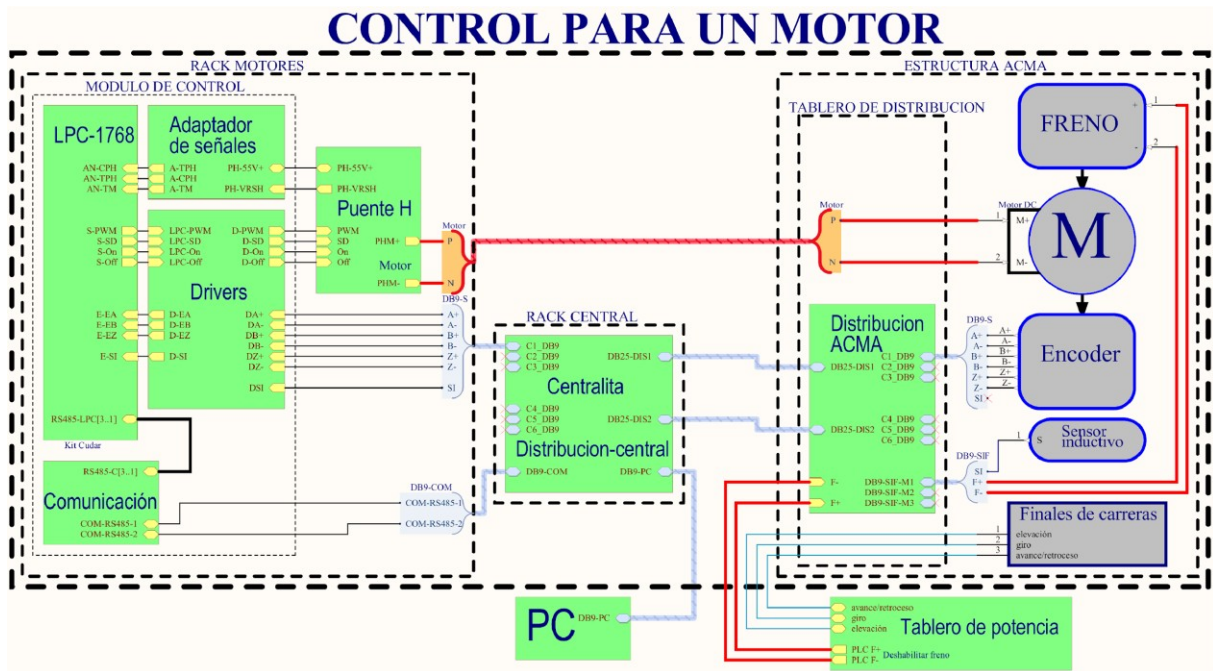 CONTROL PARA UN MOTOR
RACK MOTORES
MODULO DE CONTROL
LPC-1768
AN-CPH
AN-TPH
AN-TM
S-PWM
S-SD
S-On
S-Off
E-EA
E-EB
E-EZ
E-SI
RS485-LPC[3..1]
Kit Cudar
Adaptador
de señales
A-TPH
A-CPH
A-TM
PH-55V+
PH-VRSH
LPC-PWM
LPC-SD
LPC-On
LPC-Off
D-PWM
D-SD
D-On
D-Off
Drivers
D-EA
D-EB
D-EZ
D-SI
DA+
DA-
DB+
DB-
DZ+
DZ-
DSI
PH-55V+
PH-VRSH
Puente H
PWM
SD
On
Off
PHM+
Motor
PHM-
Motor
P
N
DB9-S
A+
A-
B+
B-
Z+
Z-
SI
RS485-C[3..1]
Comunicación
COM-RS485-1
COM-RS485-2
DB9-COM
COM-RS485-1
COM-RS485-2
RACK CENTRAL
C1_DB9
C2_DB9
C3_DB9
DB25-DIS1
Centralita
C4_DB9
C5_DB9
C6_DB9
DB25-DIS2
Distribucion-central
DB9-COM
DB9-PC
PC
DB9-PC
ESTRUCTURA ACMA
TABLERO DE DISTRIBUCION
Motor
P
N
Distribucion
ACMA
C1_DB9
DB25-DIS1
C2_DB9
C3_DB9
C4_DB9
DB25-DIS2
C5_DB9
C6_DB9
F-
F+
DB9-SIF-M1
DB9-SIF-M2
DB9-SIF-M3
FRENO
+
-
1
2
Motor DC
1
M+
2
M-
M
DB9-S
A+
A-
B+
B-
Z+
Z-
SI
A+
A-
B+
B-
Z+
Z-
Encoder
1
S
Sensor
inductivo
DB9-SIF
SI
F+
F-
Finales de carreras
1
elevación
2
giro
3
avance/retroceso
avance/retroceso
giro
elevación
Tablero de potencia
PLC F+
PLC F-
Deshabilitar freno